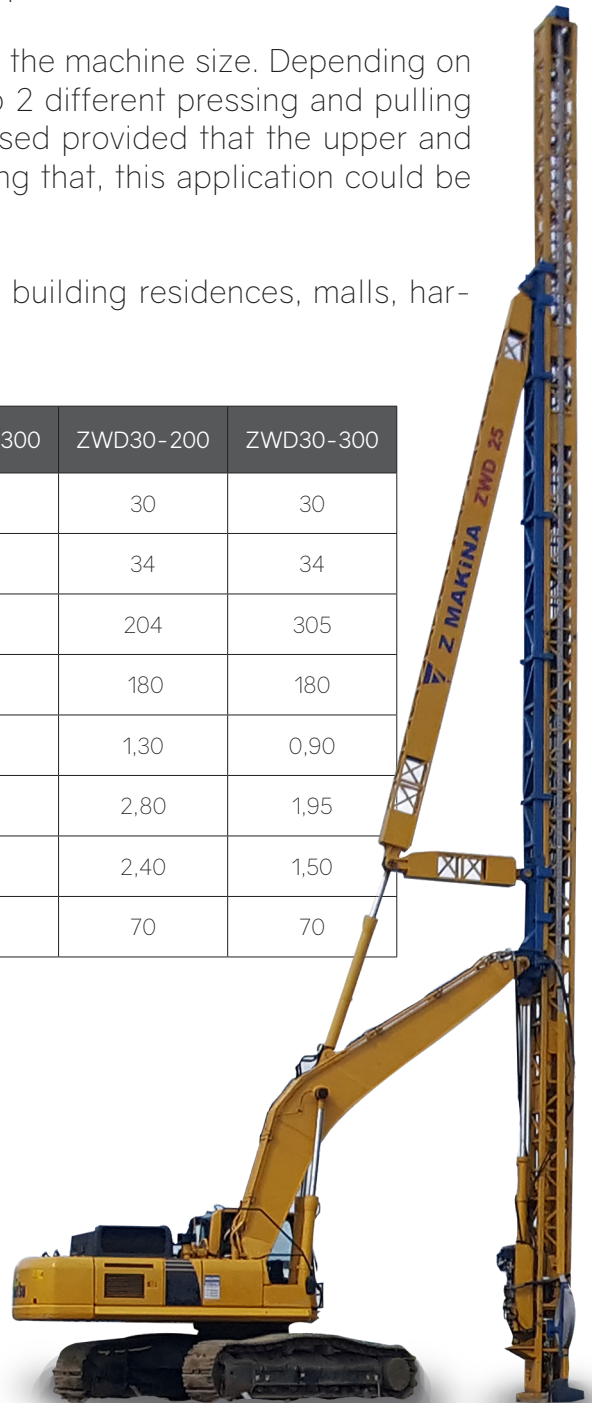 the machine size. Depending on
2 different pressing and pulling
sed provided that the upper and
ng that, this application could be
building residences, malls, har-
300 ZWD30-200 ZWD30-300
30 30
34 34
204 305
180 180
1,30 0,90
2,80 1,95
2,40 1,50
70 70
Z MAKİNA ZWD 25